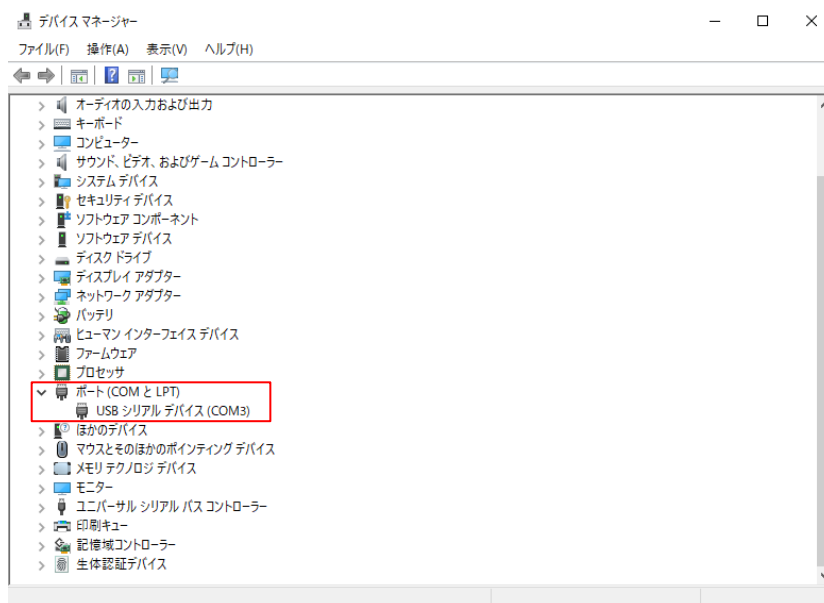 デバイス マネージャー
ファイル(F) 操作(A) 表示(V) ヘルプ(H)
オーディオの入力および出力
キーボード
コンピューター
サウンド、ビデオ、およびゲーム コントローラー
システム デバイス
セキュリティ デバイス
ソフトウェア コンポーネント
ソフトウェア デバイス
ディスク ドライブ
ディスプレイ アダプター
ネットワーク アダプター
バッテリ
ヒューマン インターフェイス デバイス
ファームウェア
プロセッサ
ポート (COM と LPT)
USB シリアル デバイス (COM3)
ほかのデバイス
マウスとそのほかのポインティング デバイス
メモリ テクノロジ デバイス
モニター
ユニバーサル シリアル バス コントローラー
印刷キュー
記憶域コントローラー
生体認証デバイス